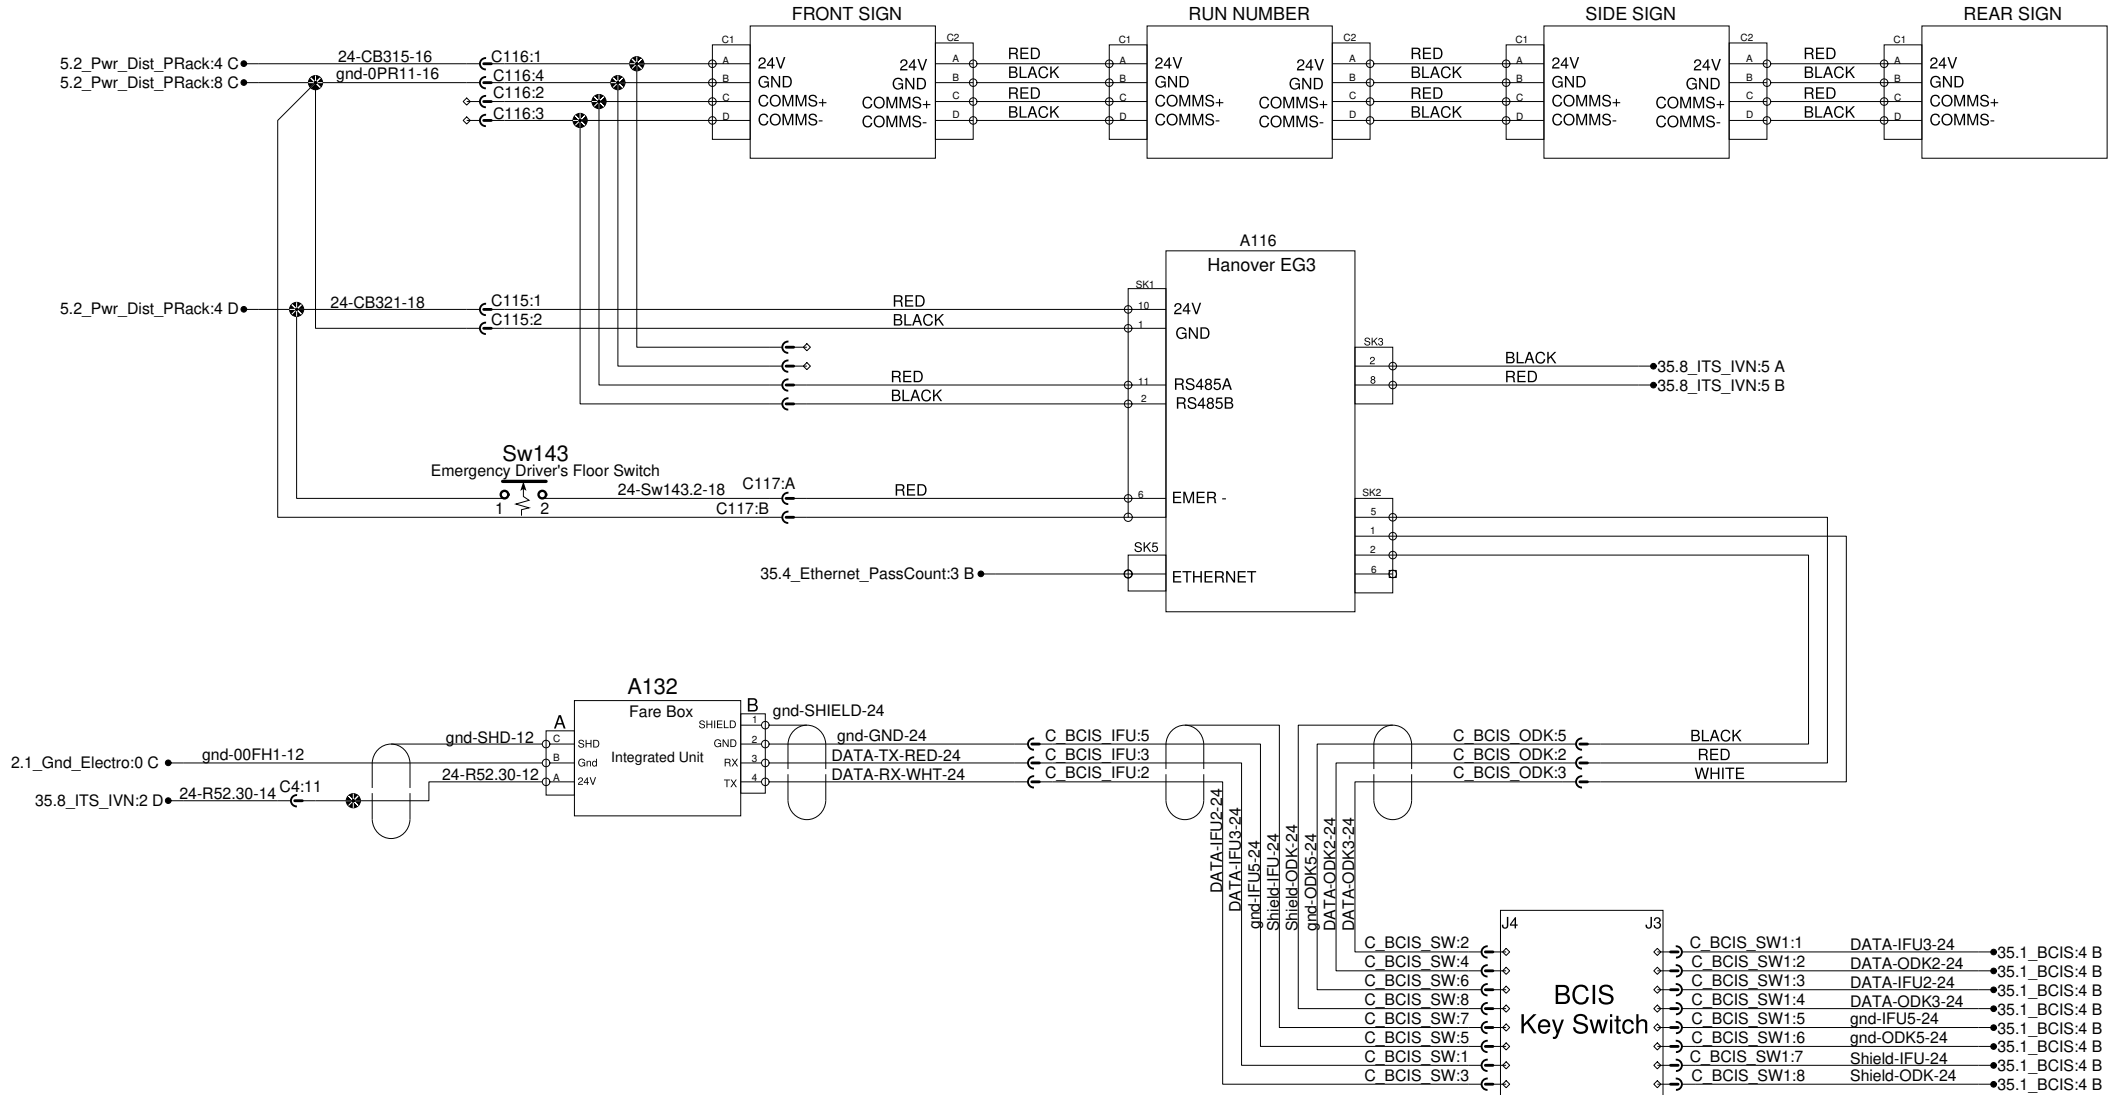 FRONT SIGN RUN NUMBER SIDE SIGN REAR SIGN
C1 C2 C1 C2 C1 C2 C1
5.2_Pwr_Dist_PRack:4 C 24-CB315-16 C116:1 A 24V 24V A RED A 24V 24V A RED A 24V 24V A RED A 24V
5.2_Pwr_Dist_PRack:8 C gnd-0PR11-16 C116:4 B GND GND B BLACK B GND GND B BLACK B GND GND B BLACK B GND
C116:2 C COMMS+ COMMS+ C RED C COMMS+ COMMS+ C RED C COMMS+ COMMS+ C RED C COMMS+
C116:3 D COMMS- COMMS- D BLACK D COMMS- COMMS- D BLACK D COMMS- COMMS- D BLACK D COMMS-
A116
Hanover EG3
SK1
5.2_Pwr_Dist_PRack:4 D 24-CB321-18 C115:1 RED 10 24V
C115:2 BLACK 1 GND
SK3
2 BLACK 35.8_ITS_IVN:5 A
RED 11 RS485A 8 RED 35.8_ITS_IVN:5 B
BLACK 2 RS485B
Sw143
Emergency Driver's Floor Switch
1 2 24-Sw143.2-18 C117:A RED 6 EMER - SK2
C117:B 5
1
SK5 2
35.4_Ethernet_PassCount:3 B ETHERNET 6
A132
A Fare Box B gnd-SHIELD-24
SHIELD 1
gnd-SHD-12 C SHD GND 2 gnd-GND-24 C_BCIS_IFU:5 C_BCIS_ODK:5 BLACK
2.1_Gnd_Electro:0 C gnd-00FH1-12 B Gnd Integrated Unit RX 3 DATA-TX-RED-24 C_BCIS_IFU:3 C_BCIS_ODK:2 RED
24-R52.30-12 A 24V TX 4 DATA-RX-WHT-24 C_BCIS_IFU:2 C_BCIS_ODK:3 WHITE
35.8_ITS_IVN:2 D 24-R52.30-14 C4:11
DATA-IFU2-24
DATA-IFU3-24
gnd-IFU5-24
Shield-IFU-24
Shield-ODK-24
gnd-ODK5-24
DATA-ODK2-24
DATA-ODK3-24
J4 J3
BCIS
Key Switch
C_BCIS_SW:2 C_BCIS_SW1:1 DATA-IFU3-24 35.1_BCIS:4 B
C_BCIS_SW:4 C_BCIS_SW1:2 DATA-ODK2-24 35.1_BCIS:4 B
C_BCIS_SW:6 C_BCIS_SW1:3 DATA-IFU2-24 35.1_BCIS:4 B
C_BCIS_SW:8 C_BCIS_SW1:4 DATA-ODK3-24 35.1_BCIS:4 B
C_BCIS_SW:7 C_BCIS_SW1:5 gnd-IFU5-24 35.1_BCIS:4 B
C_BCIS_SW:5 C_BCIS_SW1:6 gnd-ODK5-24 35.1_BCIS:4 B
C_BCIS_SW:1 C_BCIS_SW1:7 Shield-IFU-24 35.1_BCIS:4 B
C_BCIS_SW:3 C_BCIS_SW1:8 Shield-ODK-24 35.1_BCIS:4 B